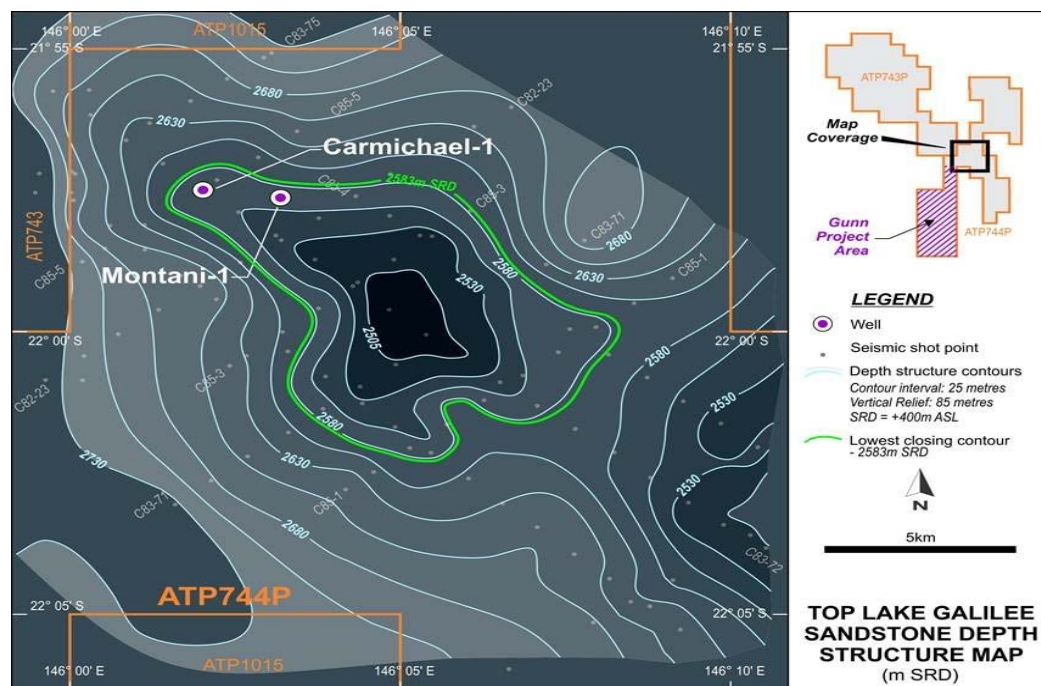 146° 00' E
ATP1015
146° 05' E
146° 10' E
21° 55' S
21° 55' S
C83-75
2680
C85-5
C82-23
2630
Carmichael-1
2583m SRD
C85-4
C85-3
C83-71
2680
2630
C85-1
ATP743
C85-5
Montani-1
2580
2530
2505
22° 00' S
22° 00' S
C85-3
C82-23
2580
2530
2580
2630
2530
2730
C83-71
C85-1
2680
C83-72
ATP744P
22° 05' S
22° 05' S
146° 00' E
ATP1015
146° 05' E
146° 10' E
ATP743P
Map
Coverage
Gunn
Project
Area
ATP744P
LEGEND
Well
Seismic shot point
Depth structure contours
Contour interval: 25 metres
Vertical Relief: 85 metres
SRD = +400m ASL
Lowest closing contour
- 2583m SRD
N
5km
TOP LAKE GALILEE
SANDSTONE DEPTH
STRUCTURE MAP
(m SRD)